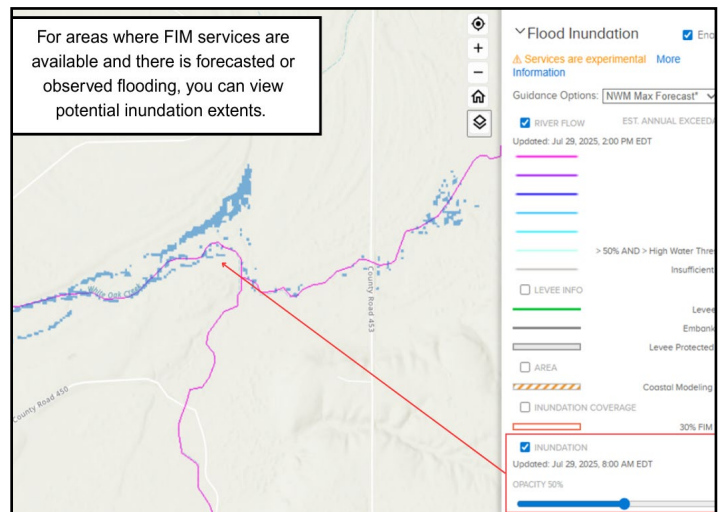 For areas where FIM services are
available and there is forecasted or
observed flooding, you can view
potential inundation extents.
Flood Inundation
Ena
Services are experimental More
Information
Guidance Options: NWM Max Forecast*
RIVER FLOW EST. ANNUAL EXCEEDA
Updated: Jul 29, 2025, 2:00 PM EDT
> 50% AND > High Water Thre
Insufficient
LEVEE INFO
Levee
Embank
Levee Protected
AREA
Coastal Modeling
INUNDATION COVERAGE
30% FIM
INUNDATION
Updated: Jul 29, 2025, 8:00 AM EDT
OPACITY 50%
White Oak Creek
County Road 453
County Road 450